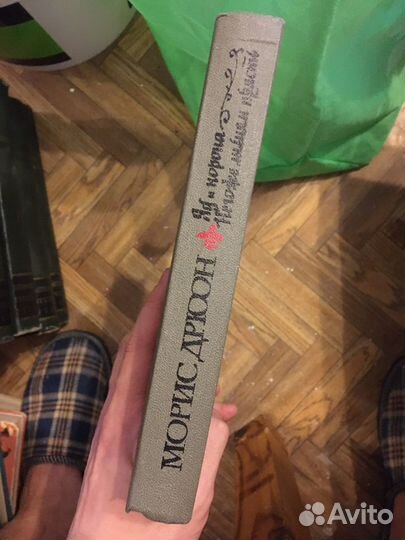 МОРИС ДРЮОН
Яд и корона
Негоже лилиям прясть
Avito